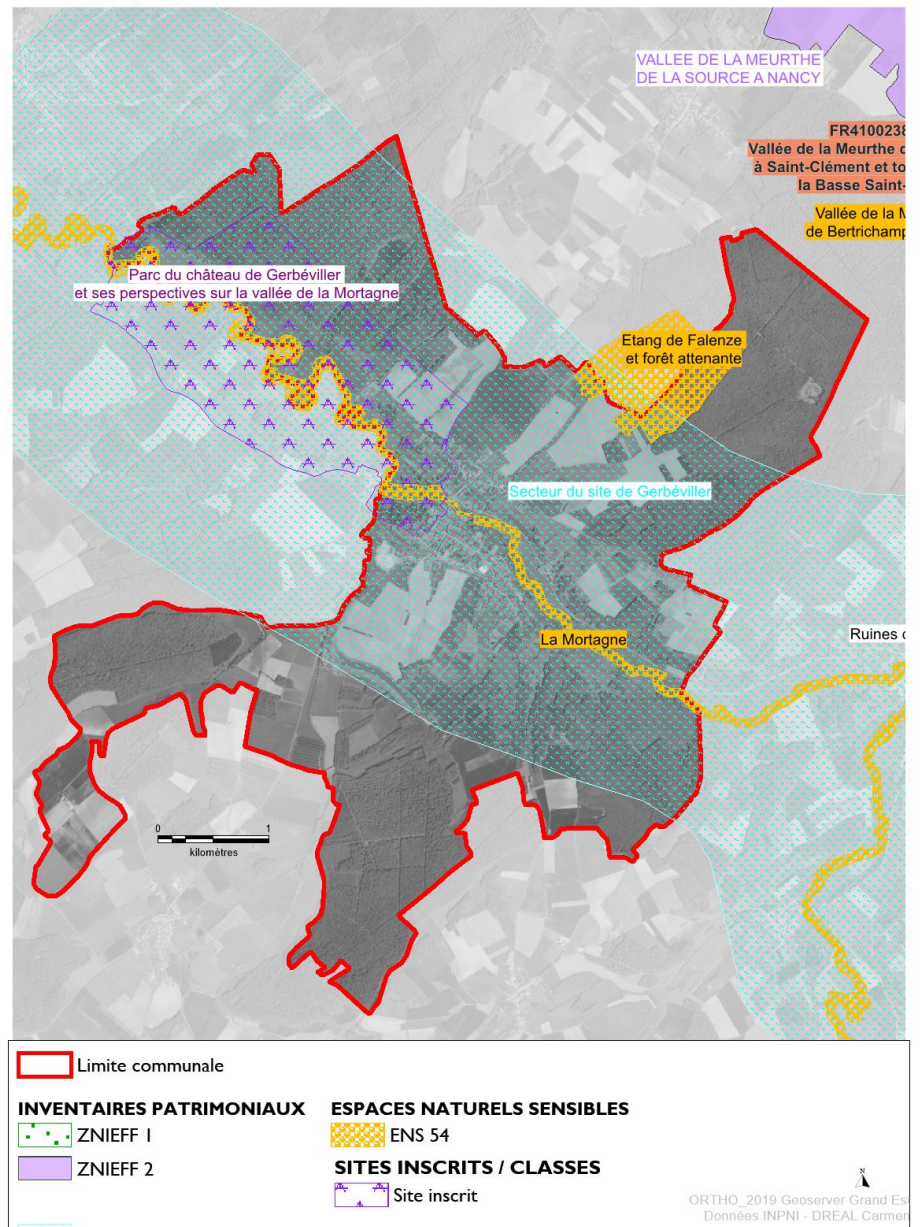 VALLEE DE LA MEURTHE
DE LA SOURCE A NANCY
FR4100238
Vallée de la Meurthe d
à Saint-Clément et to
la Basse Saint-
Vallée de la M
de Bertrichamp
Parc du château de Gerbéviller
et ses perspectives sur la vallée de la Mortagne
Etang de Falenze
et forêt attenante
Secteur du site de Gerbéviller
La Mortagne
Ruines d
0 1
kilomètres
Limite communale
INVENTAIRES PATRIMONIAUX
ZNIEFF 1
ZNIEFF 2
ESPACES NATURELS SENSIBLES
ENS 54
SITES INSCRITS / CLASSES
Site inscrit
N
ORTHO_2019 Geoserver Grand Es
Données INPNI - DREAL Carmen